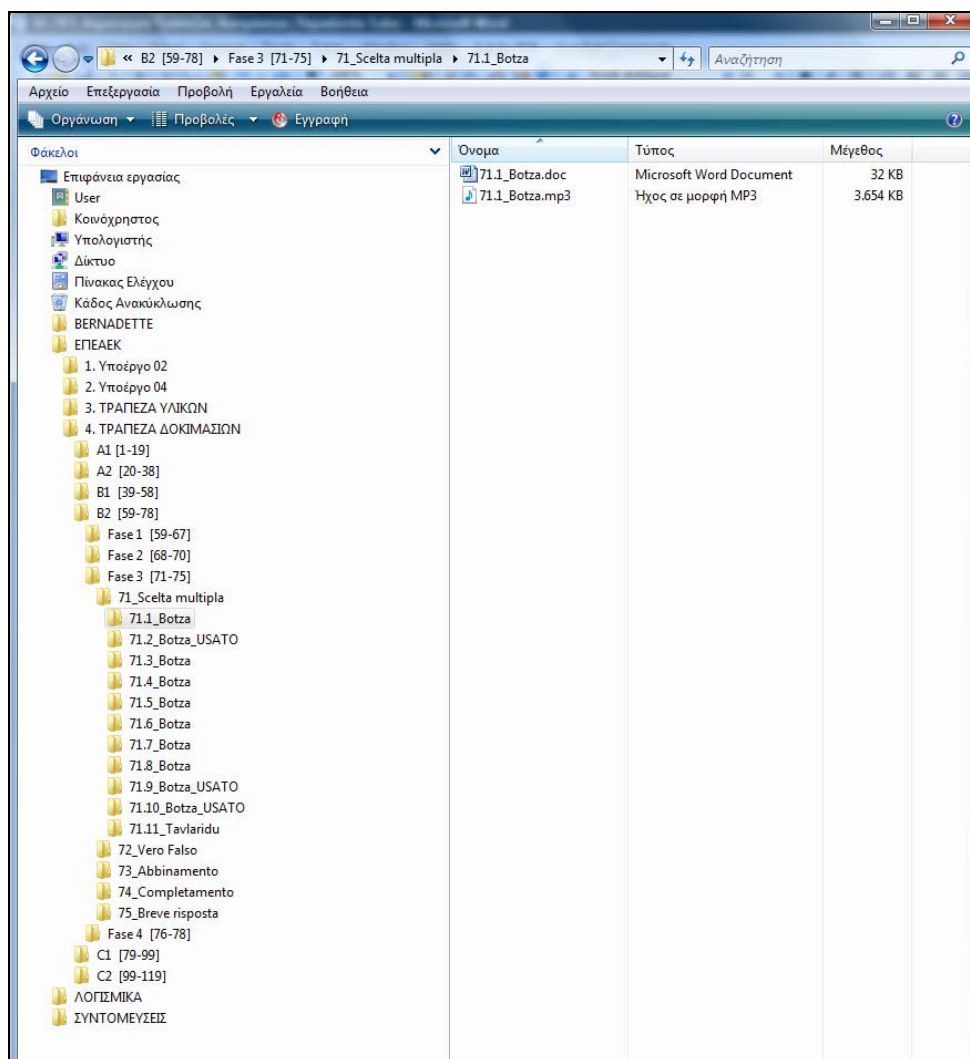 « B2 [59-78] ▸ Fase 3 [71-75] ▸ 71_Scelta multipla ▸ 71.1_Botza
Αναζήτηση
Αρχείο Επεξεργασία Προβολή Εργαλεία Βοήθεια
Οργάνωση Προβολές Εγγραφή
Φάκελοι
Όνομα Τύπος Μέγεθος
71.1_Botza.doc Microsoft Word Document 32 KB
71.1_Botza.mp3 Ήχος σε μορφή MP3 3.654 KB
Επιφάνεια εργασίας
User
Κοινόχρηστος
Υπολογιστής
Δίκτυο
Πίνακας Ελέγχου
Κάδος Ανακύκλωσης
BERNADETTE
ΕΠΕΑΕΚ
1. Υποέργο 02
2. Υποέργο 04
3. ΤΡΑΠΕΖΑ ΥΛΙΚΩΝ
4. ΤΡΑΠΕΖΑ ΔΟΚΙΜΑΣΙΩΝ
A1 [1-19]
A2 [20-38]
B1 [39-58]
B2 [59-78]
Fase 1 [59-67]
Fase 2 [68-70]
Fase 3 [71-75]
71_Scelta multipla
71.1_Botza
71.2_Botza_USATO
71.3_Botza
71.4_Botza
71.5_Botza
71.6_Botza
71.7_Botza
71.8_Botza
71.9_Botza_USATO
71.10_Botza_USATO
71.11_Tavlaridu
72_Vero Falso
73_Abbinamento
74_Completamento
75_Breve risposta
Fase 4 [76-78]
C1 [79-99]
C2 [99-119]
ΛΟΓΙΣΜΙΚΑ
ΣΥΝΤΟΜΕΥΣΕΙΣ